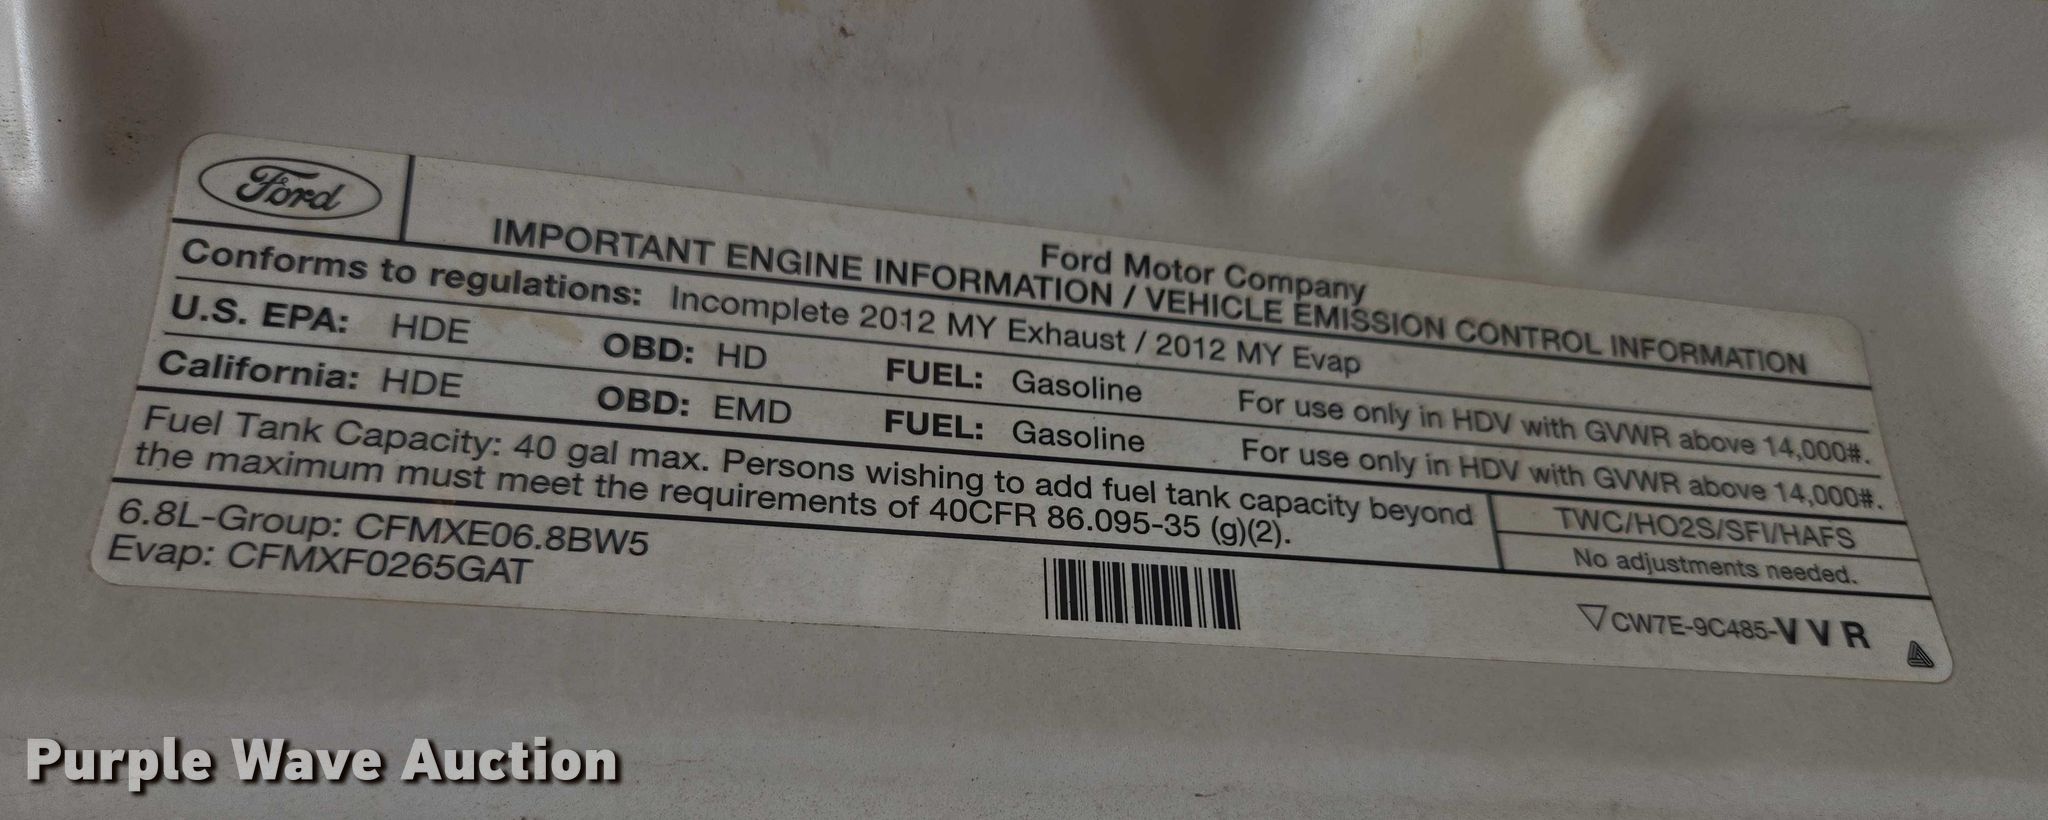 Ford
Ford Motor Company
IMPORTANT ENGINE INFORMATION / VEHICLE EMISSION CONTROL INFORMATION
Conforms to regulations: Incomplete 2012 MY Exhaust / 2012 MY Evap
U.S. EPA: HDE OBD: HD FUEL: Gasoline For use only in HDV with GVWR above 14,000#.
California: HDE OBD: EMD FUEL: Gasoline For use only in HDV with GVWR above 14,000#.
Fuel Tank Capacity: 40 gal max. Persons wishing to add fuel tank capacity beyond
the maximum must meet the requirements of 40CFR 86.095-35 (g)(2).
TWC/HO2S/SFI/HAFS
No adjustments needed.
6.8L-Group: CFMXE06.8BW5
Evap: CFMXF0265GAT
CW7E-9C485-VVR
Purple Wave Auction